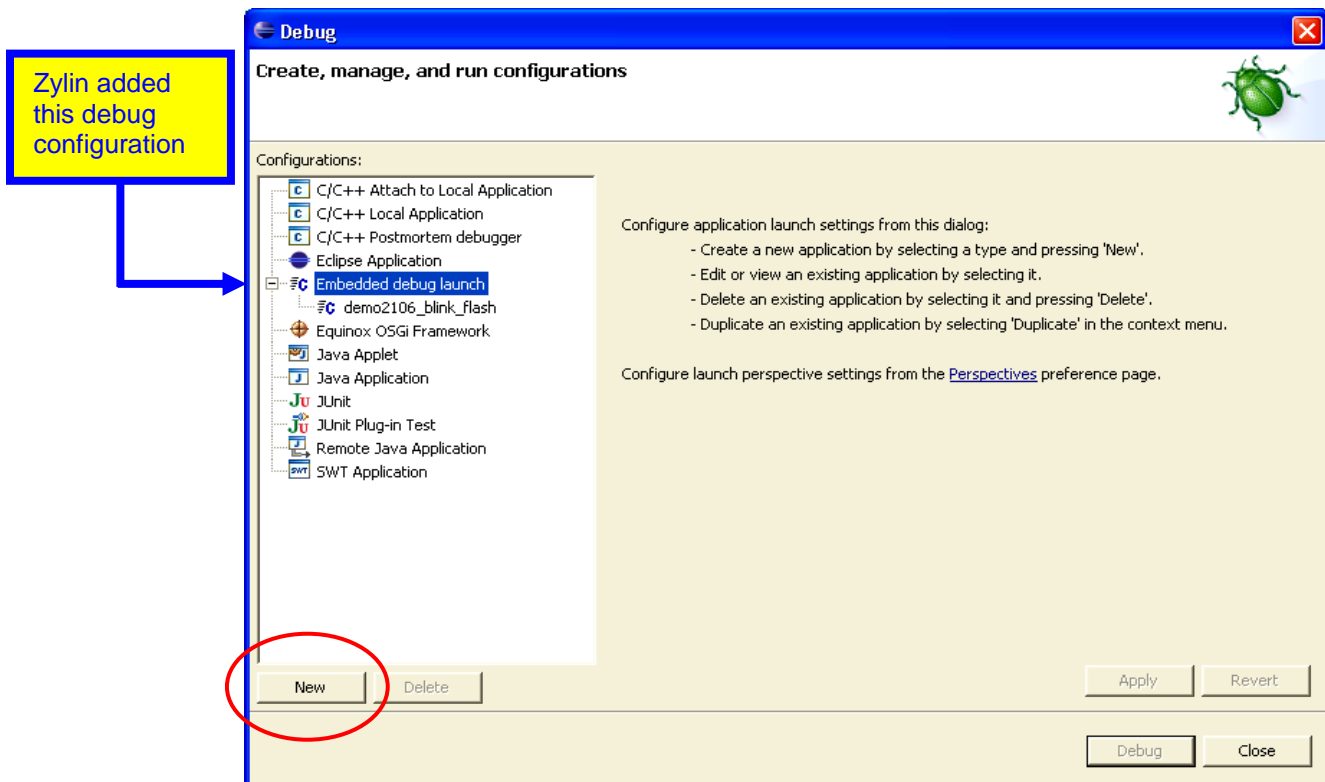 Debug
Create, manage, and run configurations
Zylin added
this debug
configuration
Configurations:
C/C++ Attach to Local Application
C/C++ Local Application
C/C++ Postmortem debugger
Eclipse Application
Embedded debug launch
demo2106_blink_flash
Equinox OSGi Framework
Java Applet
Java Application
JUnit
JUnit Plug-in Test
Remote Java Application
SWT Application
Configure application launch settings from this dialog:
- Create a new application by selecting a type and pressing 'New'.
- Edit or view an existing application by selecting it.
- Delete an existing application by selecting it and pressing 'Delete'.
- Duplicate an existing application by selecting 'Duplicate' in the context menu.
Configure launch perspective settings from the Perspectives preference page.
New
Delete
Apply
Revert
Debug
Close